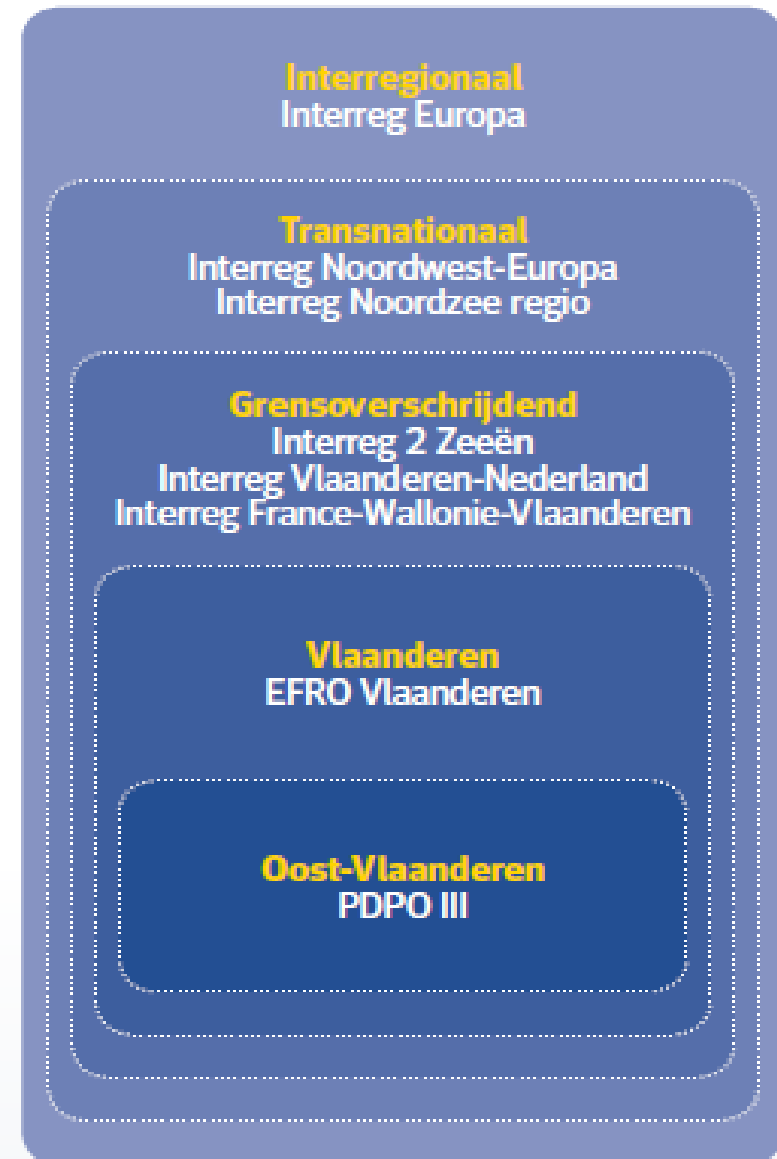 Interregionaal
Interreg Europa
Transnationaal
Interreg Noordwest-Europa
Interreg Noordzee regio
Grensoverschrijdend
Interreg 2 Zeeën
Interreg Vlaanderen-Nederland
Interreg France-Wallonie-Vlaanderen
Vlaanderen
EFRO Vlaanderen
Oost-Vlaanderen
PDPO III